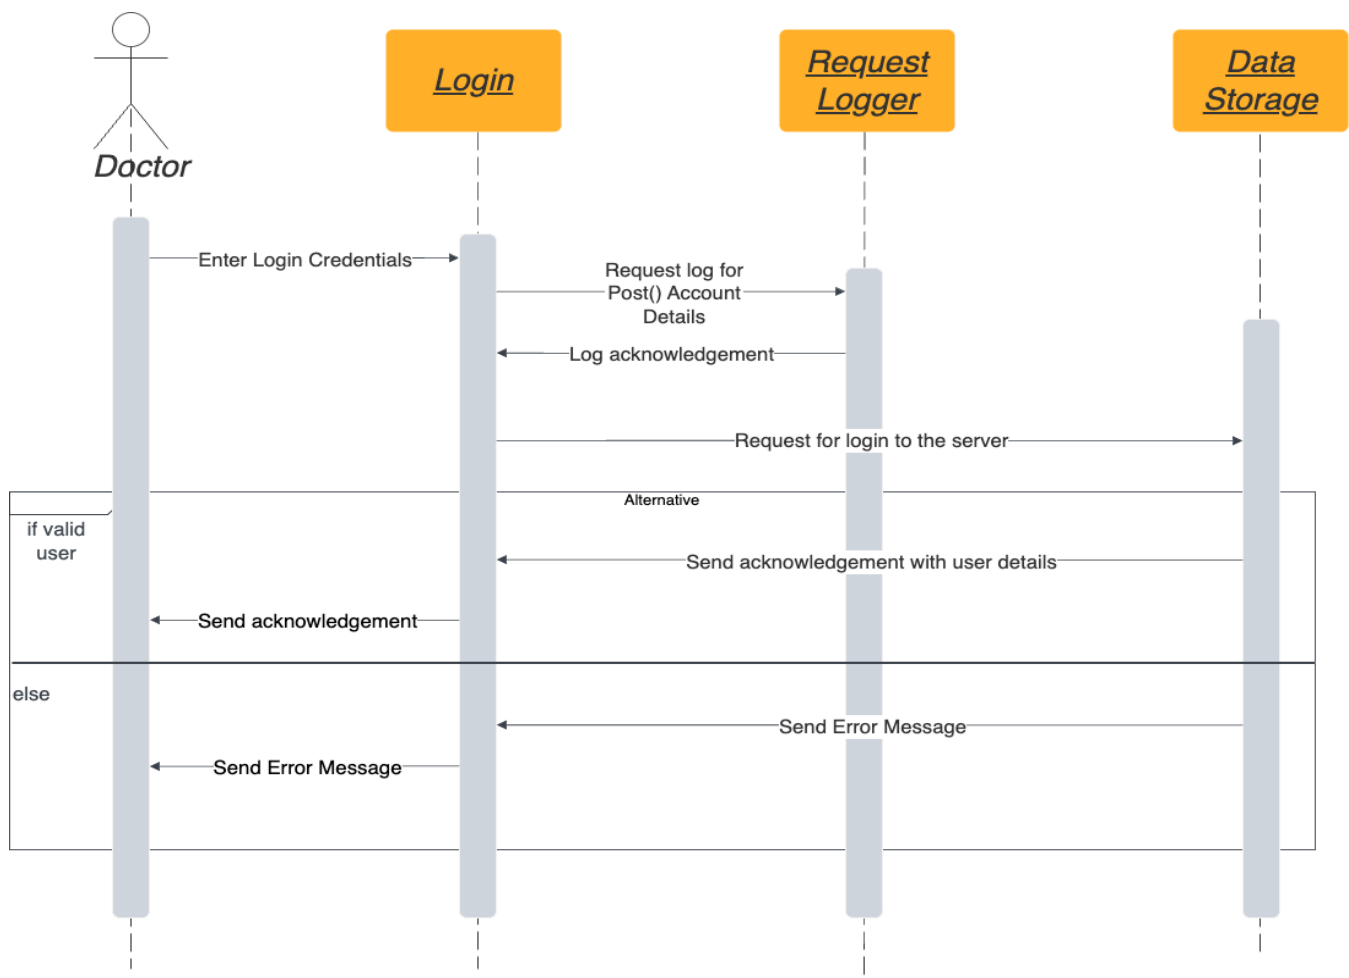 Doctor
Login
Request
Logger
Data
Storage
Enter Login Credentials
Request log for
Post() Account
Details
Log acknowledgement
Request for login to the server
Alternative
if valid
user
Send acknowledgement with user details
Send acknowledgement
else
Send Error Message
Send Error Message